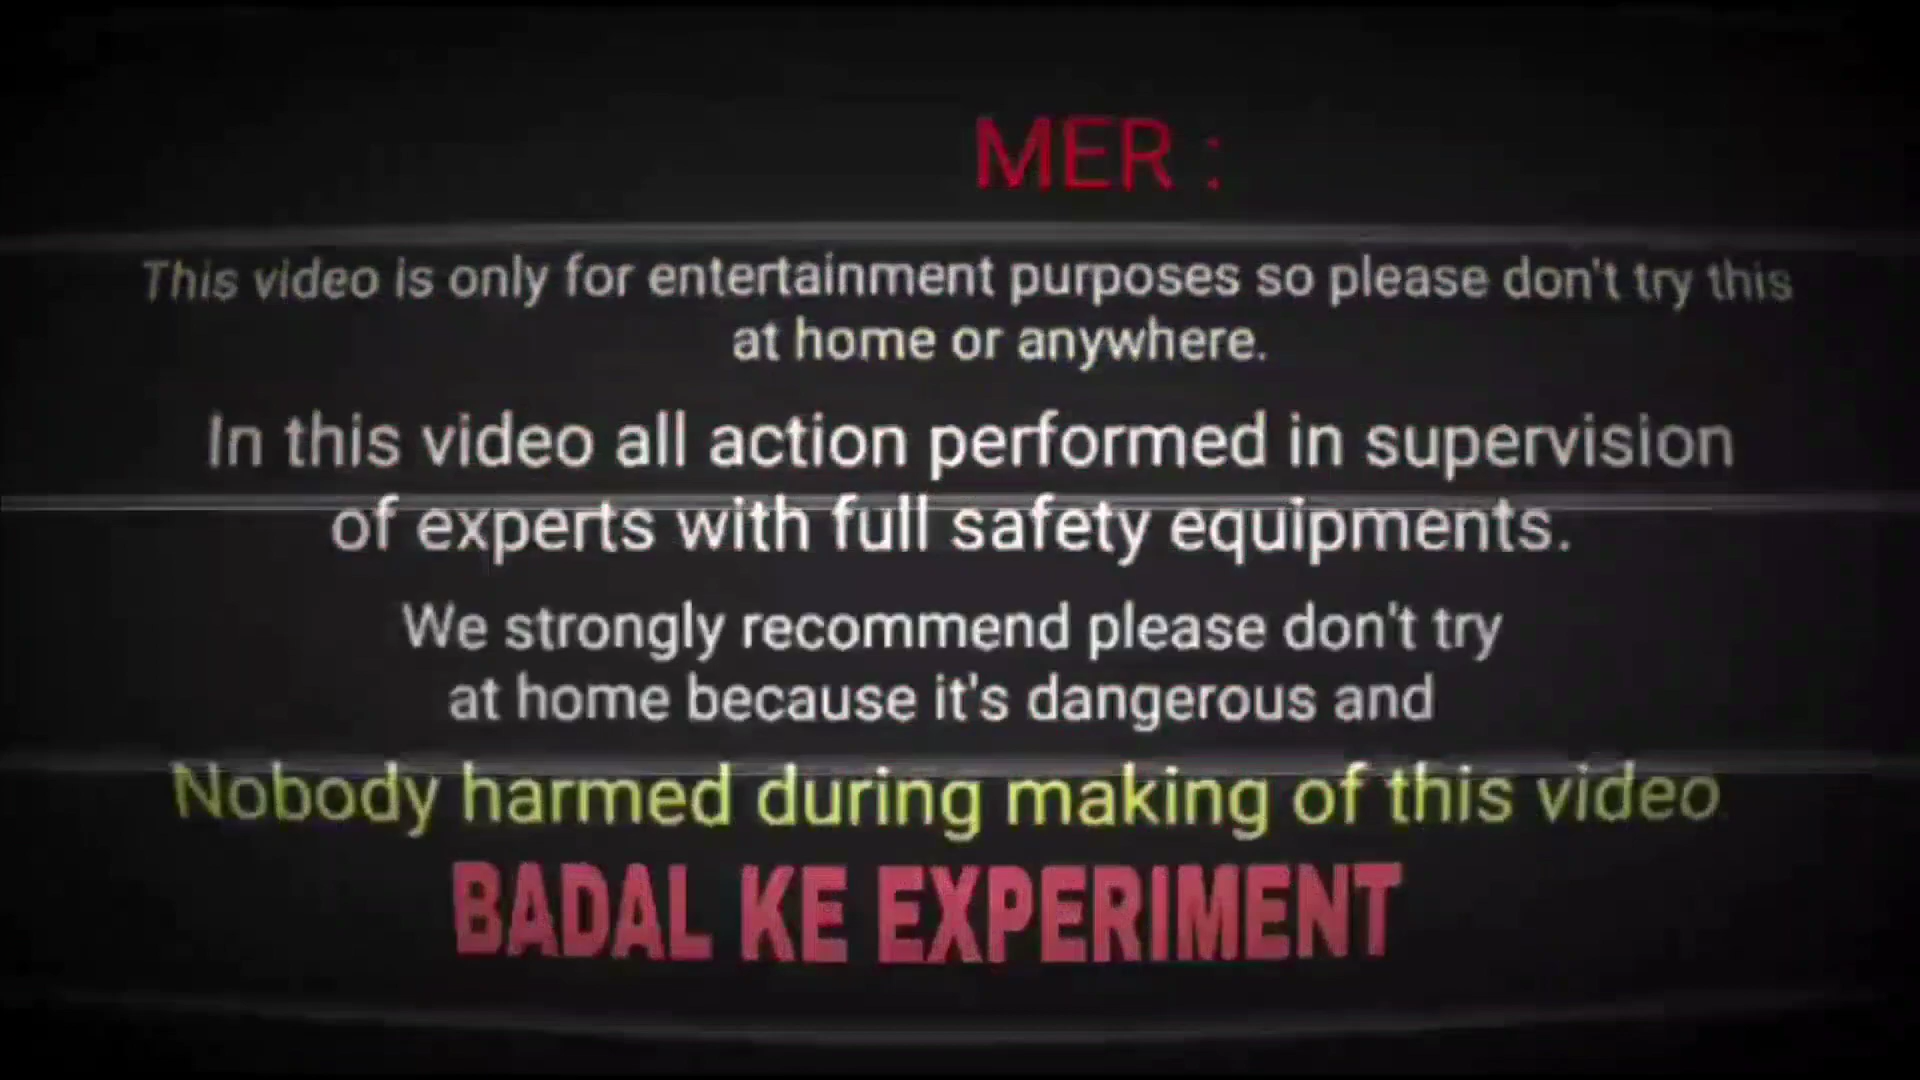 MER :
This video is only for entertainment purposes so please don't try this
at home or anywhere.
In this video all action performed in supervision
of experts with full safety equipments.
We strongly recommend please don't try
at home because it's dangerous and
Nobody harmed during making of this video.
BADAL KE EXPERIMENT